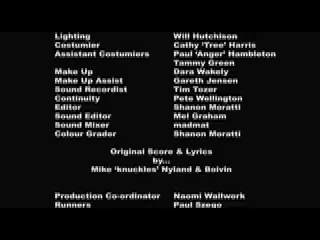 Lighting Will Hutchison
Costumier Cathy 'Tree' Harris
Assistant Costumiers Paul 'Anger' Hambleton
Tammy Green
Make Up Dara Wakely
Make Up Assist Gareth Jensen
Sound Recordist Tim Tozer
Continuity Pete Wellington
Editor Shanon Moratti
Sound Editor Mel Graham
Sound Mixer madmat
Colour Grader Shanon Moratti
Original Score & Lyrics
by...
Mike 'knuckles' Nyland & Boivin
Production Co-ordinator Naomi Wallwork
Runners Paul Szego